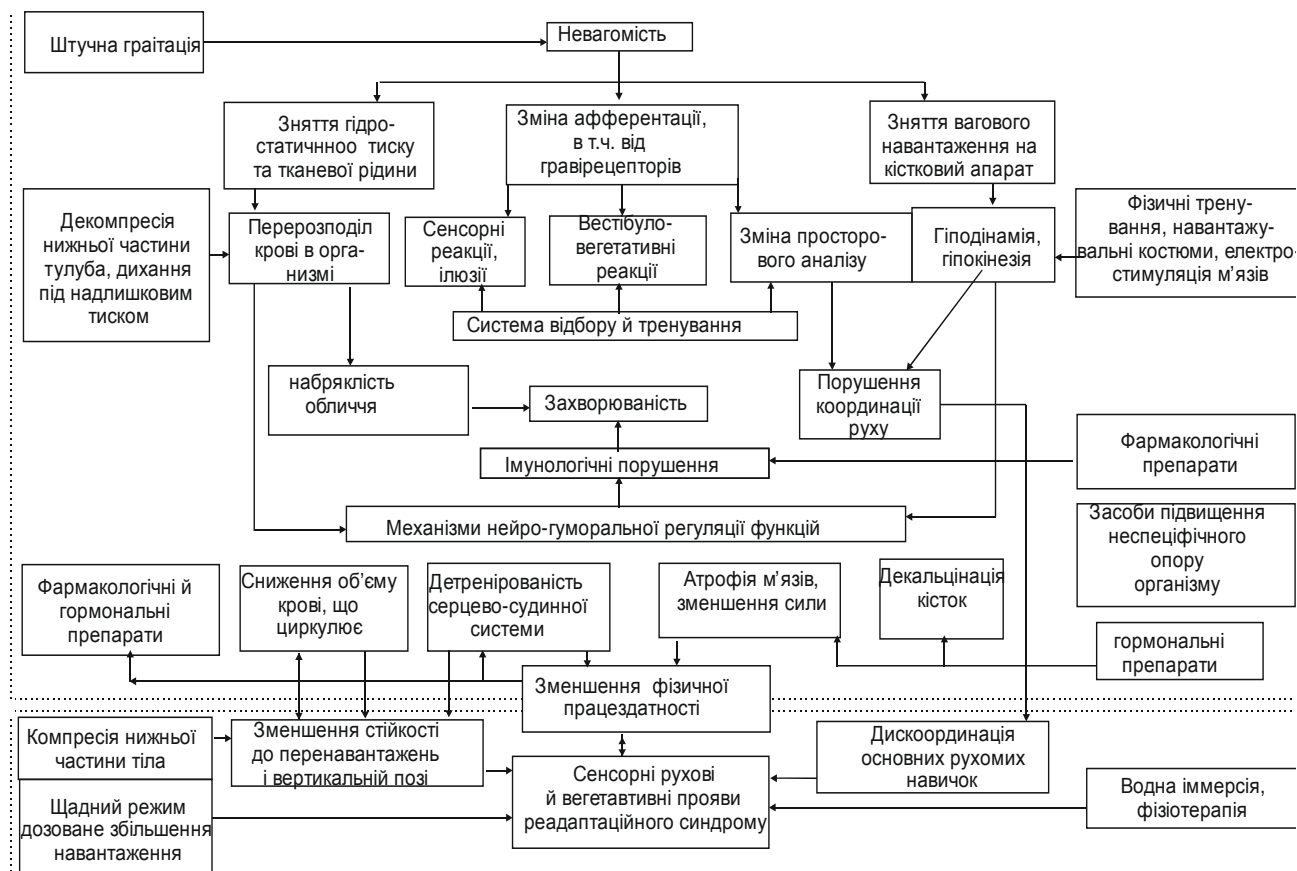 Штучна граітація
Невагомість
Зняття гідро-
статичнноо тиску
та тканевої рідини
Зміна афферентації,
в т.ч. від
гравірецепторів
Зняття вагового
навантаження на
кістковий апарат
Декомпресія
нижньої частини
тулуба, дихання
під надлишковим
тиском
Перерозподіл
крові в орга-
низмі
Сенсорні
реакції,
ілюзії
Вестібуло-
вегетативні
реакції
Зміна просторо-
вого аналізу
Гіподінамія,
гіпокінезія
Фізичні трену-
вання, навантажу-
вальні костюми, електро-
стимуляція м’язів
Система відбору й тренування
набряклість
обличчя
Захворюваність
Порушення
координації
руху
Імунологічні порушення
Фармакологічні
препарати
Механізми нейро-гуморальної регуляції функцій
Засоби підвищення
неспеціфічного
опору
організму
Фармакологічні й
гормональні
препарати
Сниження об’єму
крові, що
циркулює
Детренірованість
серцево-судинної
системи
Атрофія м’язів,
зменшення сили
Декальцінація
кісток
гормональні
препарати
Зменшення фізичної
працездатності
Компресія нижньої
частини тіла
Зменшення стійкості
до перенавантажень
і вертикальній позі
Сенсорні рухові
й вегетавтивні прояви
реадаптаційного синдрому
Дискоординація
основних рухомих
навичок
Щадний режим
дозоване збільшення
навантаження
Водна іммерсія,
фізіотерапія